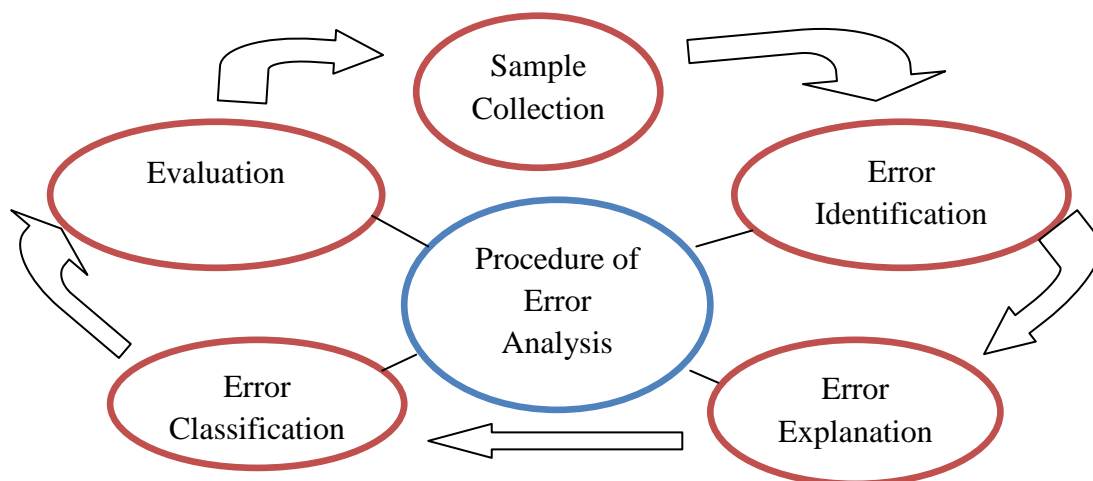 Sample
Collection
Evaluation
Error
Identification
Procedure of
Error
Analysis
Error
Classification
Error
Explanation